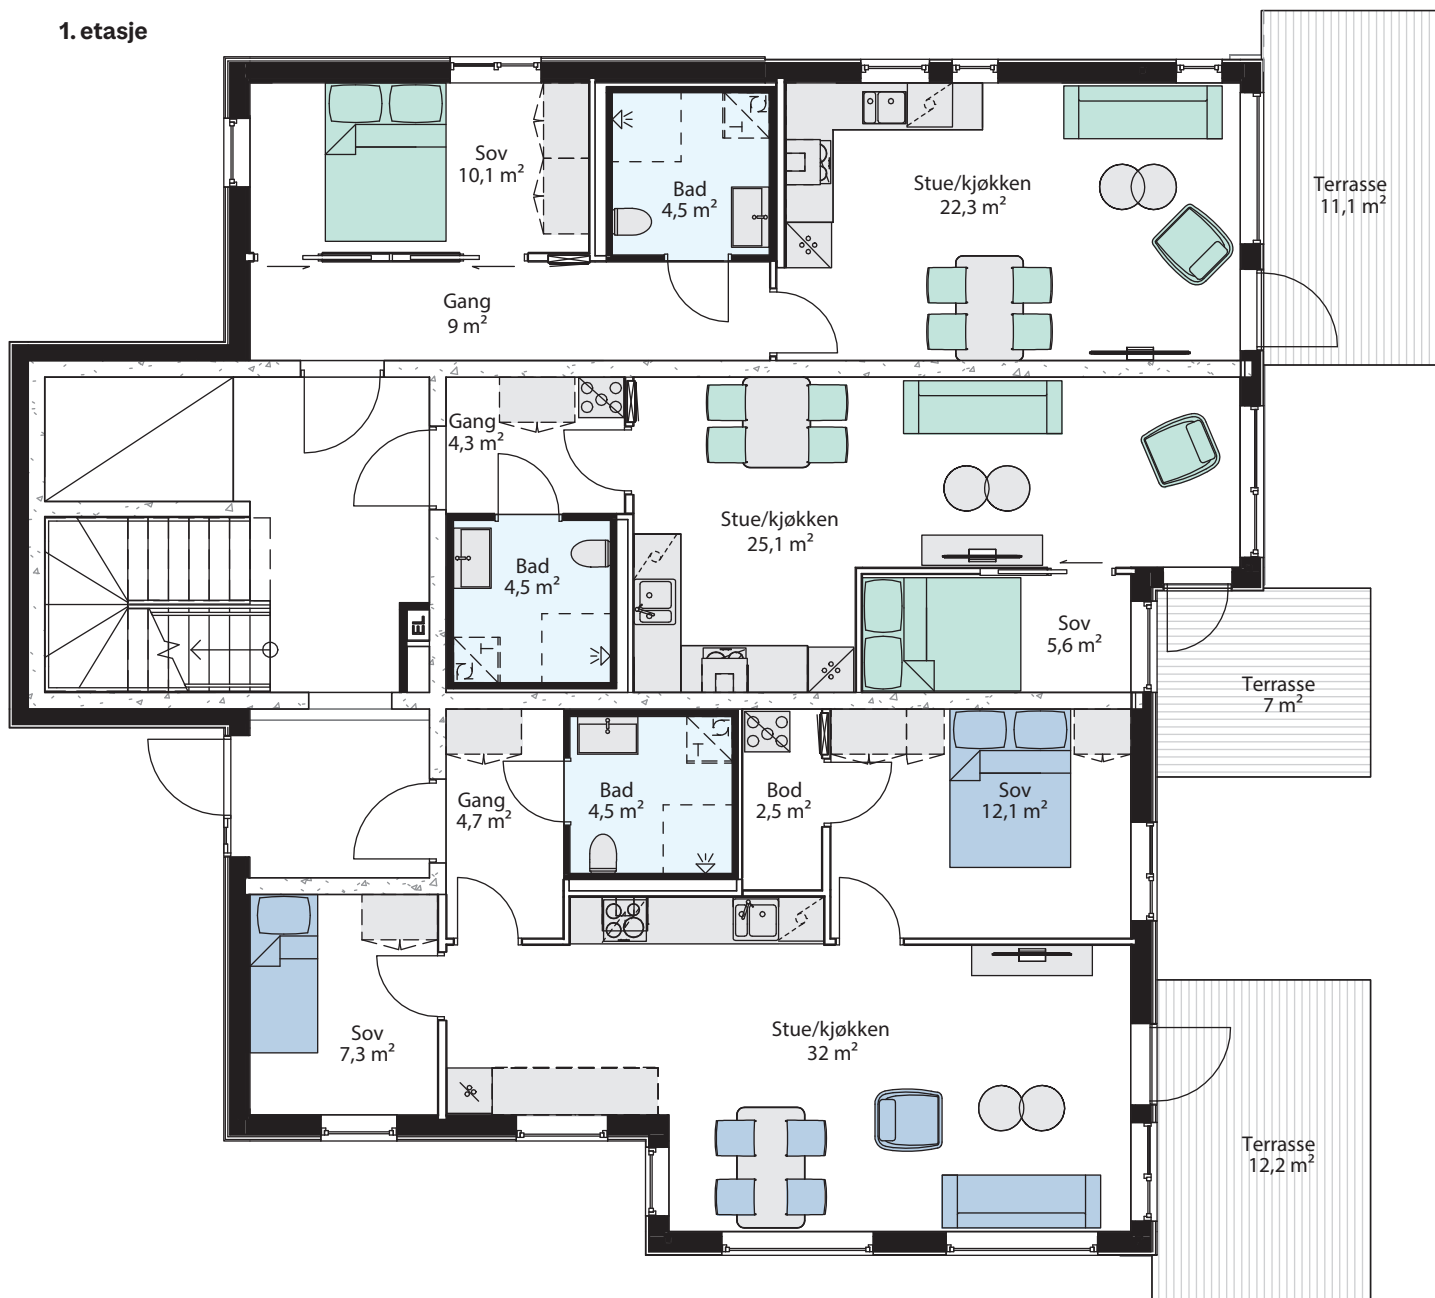 1. etasje
Sov
10,1 m²
Bad
4,5 m²
Stue/kjøkken
22,3 m²
Terrasse
11,1 m²
Gang
9 m²
Gang
4,3 m²
Stue/kjøkken
25,1 m²
Bad
4,5 m²
EL
Sov
5,6 m²
Terrasse
7 m²
Gang
4,7 m²
Bad
4,5 m²
Bod
2,5 m²
Sov
12,1 m²
Sov
7,3 m²
Stue/kjøkken
32 m²
Terrasse
12,2 m²